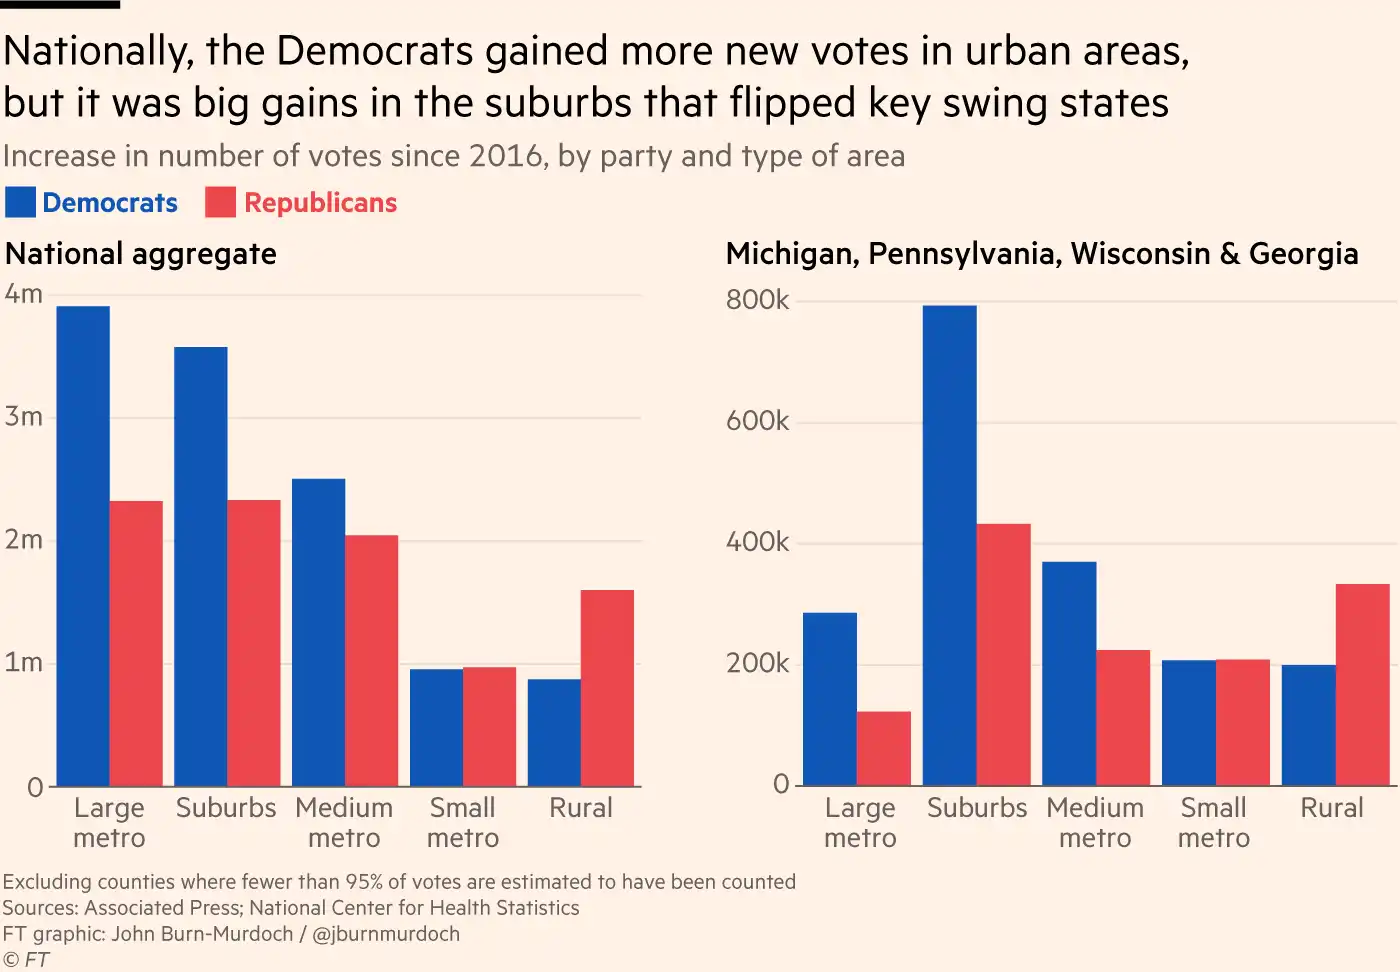 Nationally, the Democrats gained more new votes in urban areas,
but it was big gains in the suburbs that flipped key swing states
Increase in number of votes since 2016, by party and type of area
Democrats Republicans
National aggregate
4m
3m
2m
1m
0
Large metro
Suburbs
Medium metro
Small metro
Rural
Michigan, Pennsylvania, Wisconsin & Georgia
800k
600k
400k
200k
0
Large metro
Suburbs
Medium metro
Small metro
Rural
Excluding counties where fewer than 95% of votes are estimated to have been counted
Sources: Associated Press; National Center for Health Statistics
FT graphic: John Burn-Murdoch / @jburnmurdoch
© FT